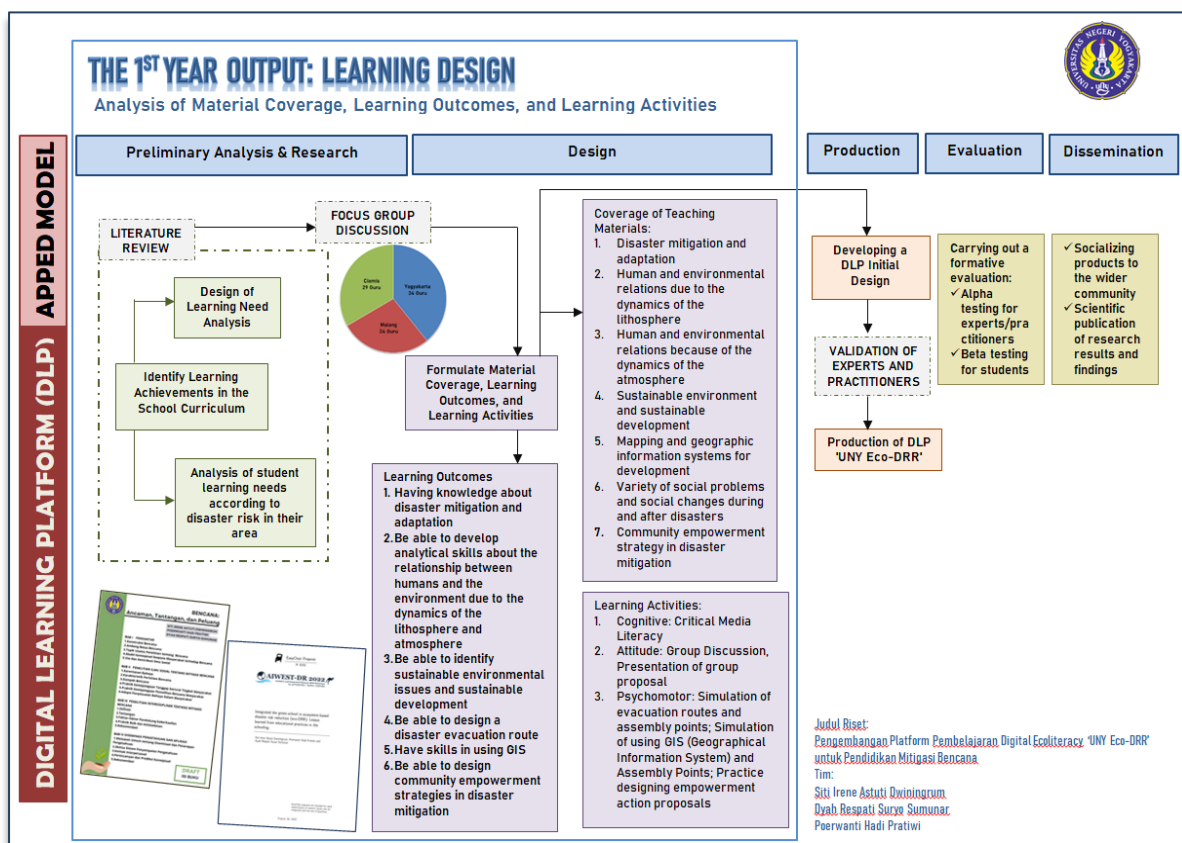 THE 1ST YEAR OUTPUT: LEARNING DESIGN
Analysis of Material Coverage, Learning Outcomes, and Learning Activities
UNIVERSITAS NEGERI YOGYAKARTA
DIGITAL LEARNING PLATFORM (DLP)
APPED MODEL
Preliminary Analysis & Research
Design
Production
Evaluation
Dissemination
LITERATURE
REVIEW
FOCUS GROUP
DISCUSSION
Design of
Learning Need
Analysis
Identify Learning
Achievements in the
School Curriculum
Analysis of student
learning needs
according to
disaster risk in their
area
Ciamis
29 Guru
Yogyakarta
Malang
Formulate Material
Coverage, Learning
Outcomes, and
Learning Activities
Learning Outcomes
1. Having knowledge about
disaster mitigation and
adaptation
2. Be able to develop
analytical skills about the
relationship between
humans and the
environment due to the
dynamics of the
lithosphere and
atmosphere
3. Be able to identify
sustainable environmental
issues and sustainable
development
4. Be able to design a
disaster evacuation route
5. Have skills in using GIS
6. Be able to design
community empowerment
strategies in disaster
mitigation
Coverage of Teaching
Materials:
1. Disaster mitigation and
adaptation
2. Human and environmental
relations due to the
dynamics of the
lithosphere
3. Human and environmental
relations because of the
dynamics of the
atmosphere
4. Sustainable environment
and sustainable
development
5. Mapping and geographic
information systems for
development
6. Variety of social problems
and social changes during
and after disasters
7. Community empowerment
strategy in disaster
mitigation
Learning Activities:
1. Cognitive: Critical Media
Literacy
2. Attitude: Group Discussion,
Presentation of group
proposal
3. Psychomotor: Simulation of
evacuation routes and
assembly points; Simulation
of using GIS (Geographical
Information System) and
Assembly Points; Practice
designing empowerment
action proposals
Developing a
DLP Initial
Design
VALIDATION OF
EXPERTS AND
PRACTITIONERS
Production of DLP
'UNY Eco-DRR'
Carrying out a
formative
evaluation:
✓ Alpha
testing for
experts/pra
ctitioners
✓ Beta testing
for students
✓ Socializing
products to
the wider
community
✓ Scientific
publication
of research
results and
findings
BENCANA:
Ancaman, Tantangan, dan Peluang
DRAFT
AIWEST-DR 2022
Judul Riset:
Pengembangan Platform Pembelajaran Digital Ecoliteracy 'UNY Eco-DRR'
untuk Pendidikan Mitigasi Bencana
Tim:
Siti Irene Astuti Dwiningrum
Dyah Respati Suryo Sumunar
Poerwanti Hadi Pratiwi